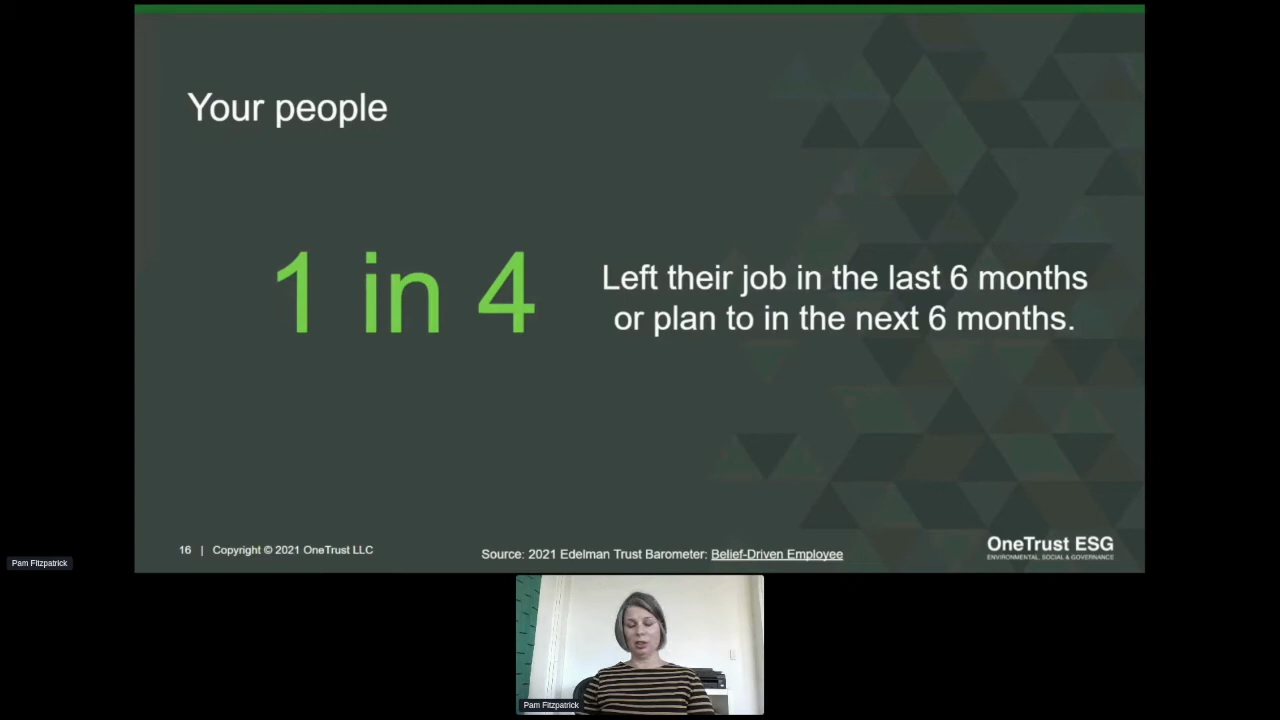 Your people
1 in 4
Left their job in the last 6 months
or plan to in the next 6 months.
16 | Copyright © 2021 OneTrust LLC
Source: 2021 Edelman Trust Barometer: Belief-Driven Employee
OneTrust ESG
ENVIRONMENTAL, SOCIAL & GOVERNANCE
Pam Fitzpatrick
Pam Fitzpatrick